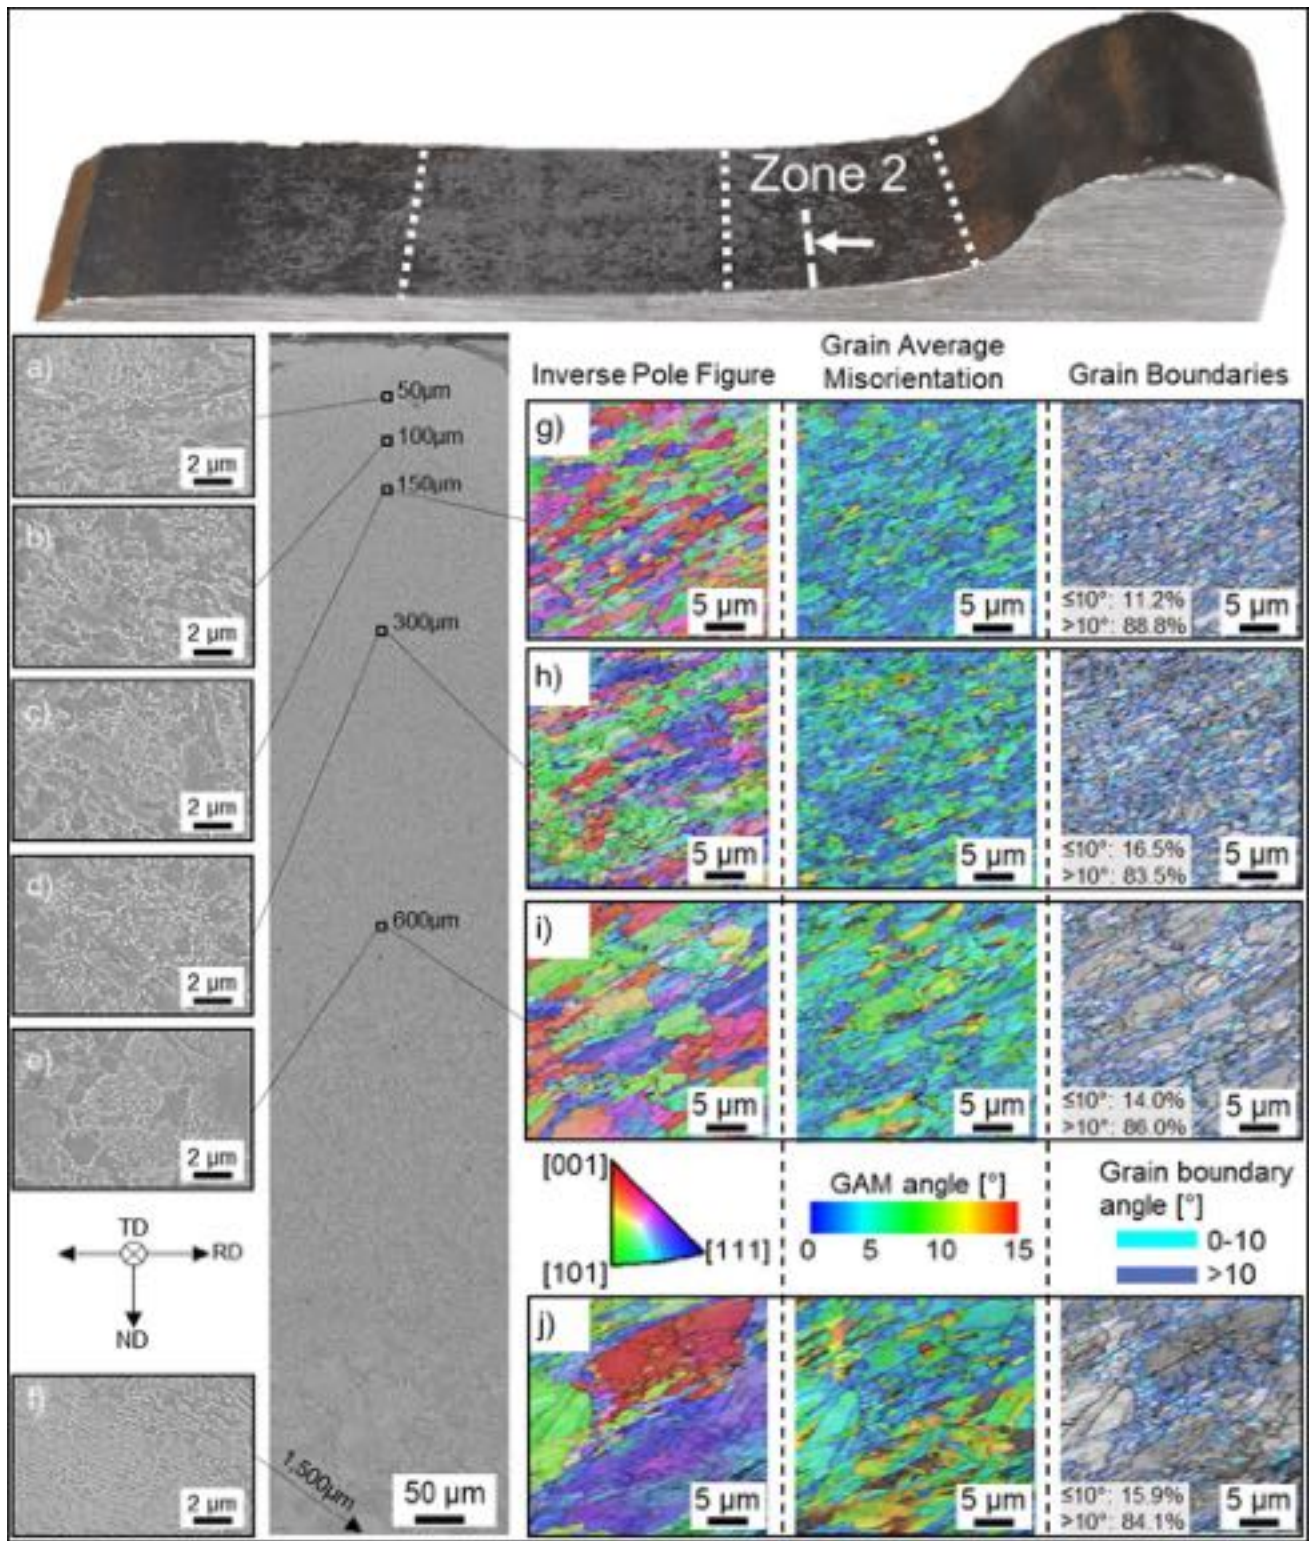 Zone 2
a)
2 µm
b)
2 µm
c)
2 µm
d)
2 µm
e)
2 µm
TD
RD
ND
f)
2 µm
50µm
100µm
150µm
300µm
600µm
1,500µm
50 µm
Inverse Pole Figure
Grain Average
Misorientation
Grain Boundaries
g)
5 µm
5 µm
≤10°: 11.2%
>10°: 88.8%
5 µm
h)
5 µm
5 µm
≤10°: 16.5%
>10°: 83.5%
5 µm
i)
5 µm
5 µm
≤10°: 14.0%
>10°: 86.0%
5 µm
[001]
[101]
[111]
GAM angle [°]
0 5 10 15
Grain boundary
angle [°]
0-10
>10
j)
5 µm
5 µm
≤10°: 15.9%
>10°: 84.1%
5 µm